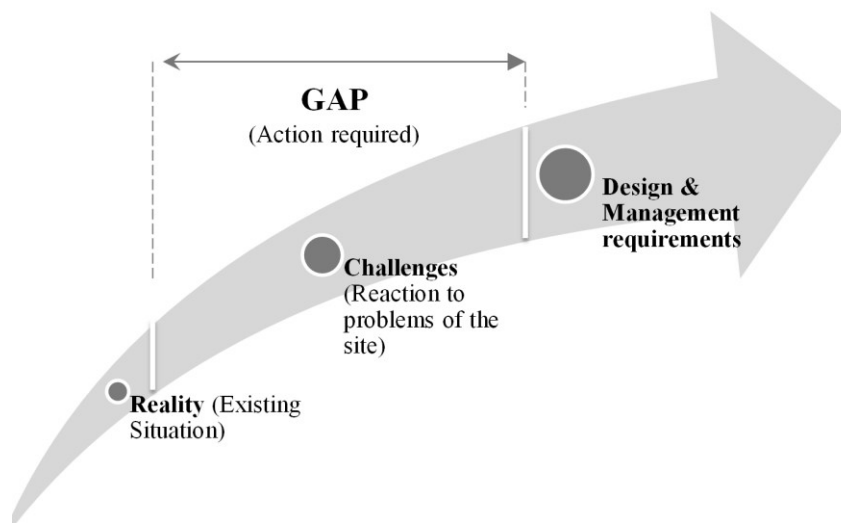 GAP
(Action required)
Design &
Management
requirements
Challenges
(Reaction to
problems of the
site)
Reality (Existing
Situation)